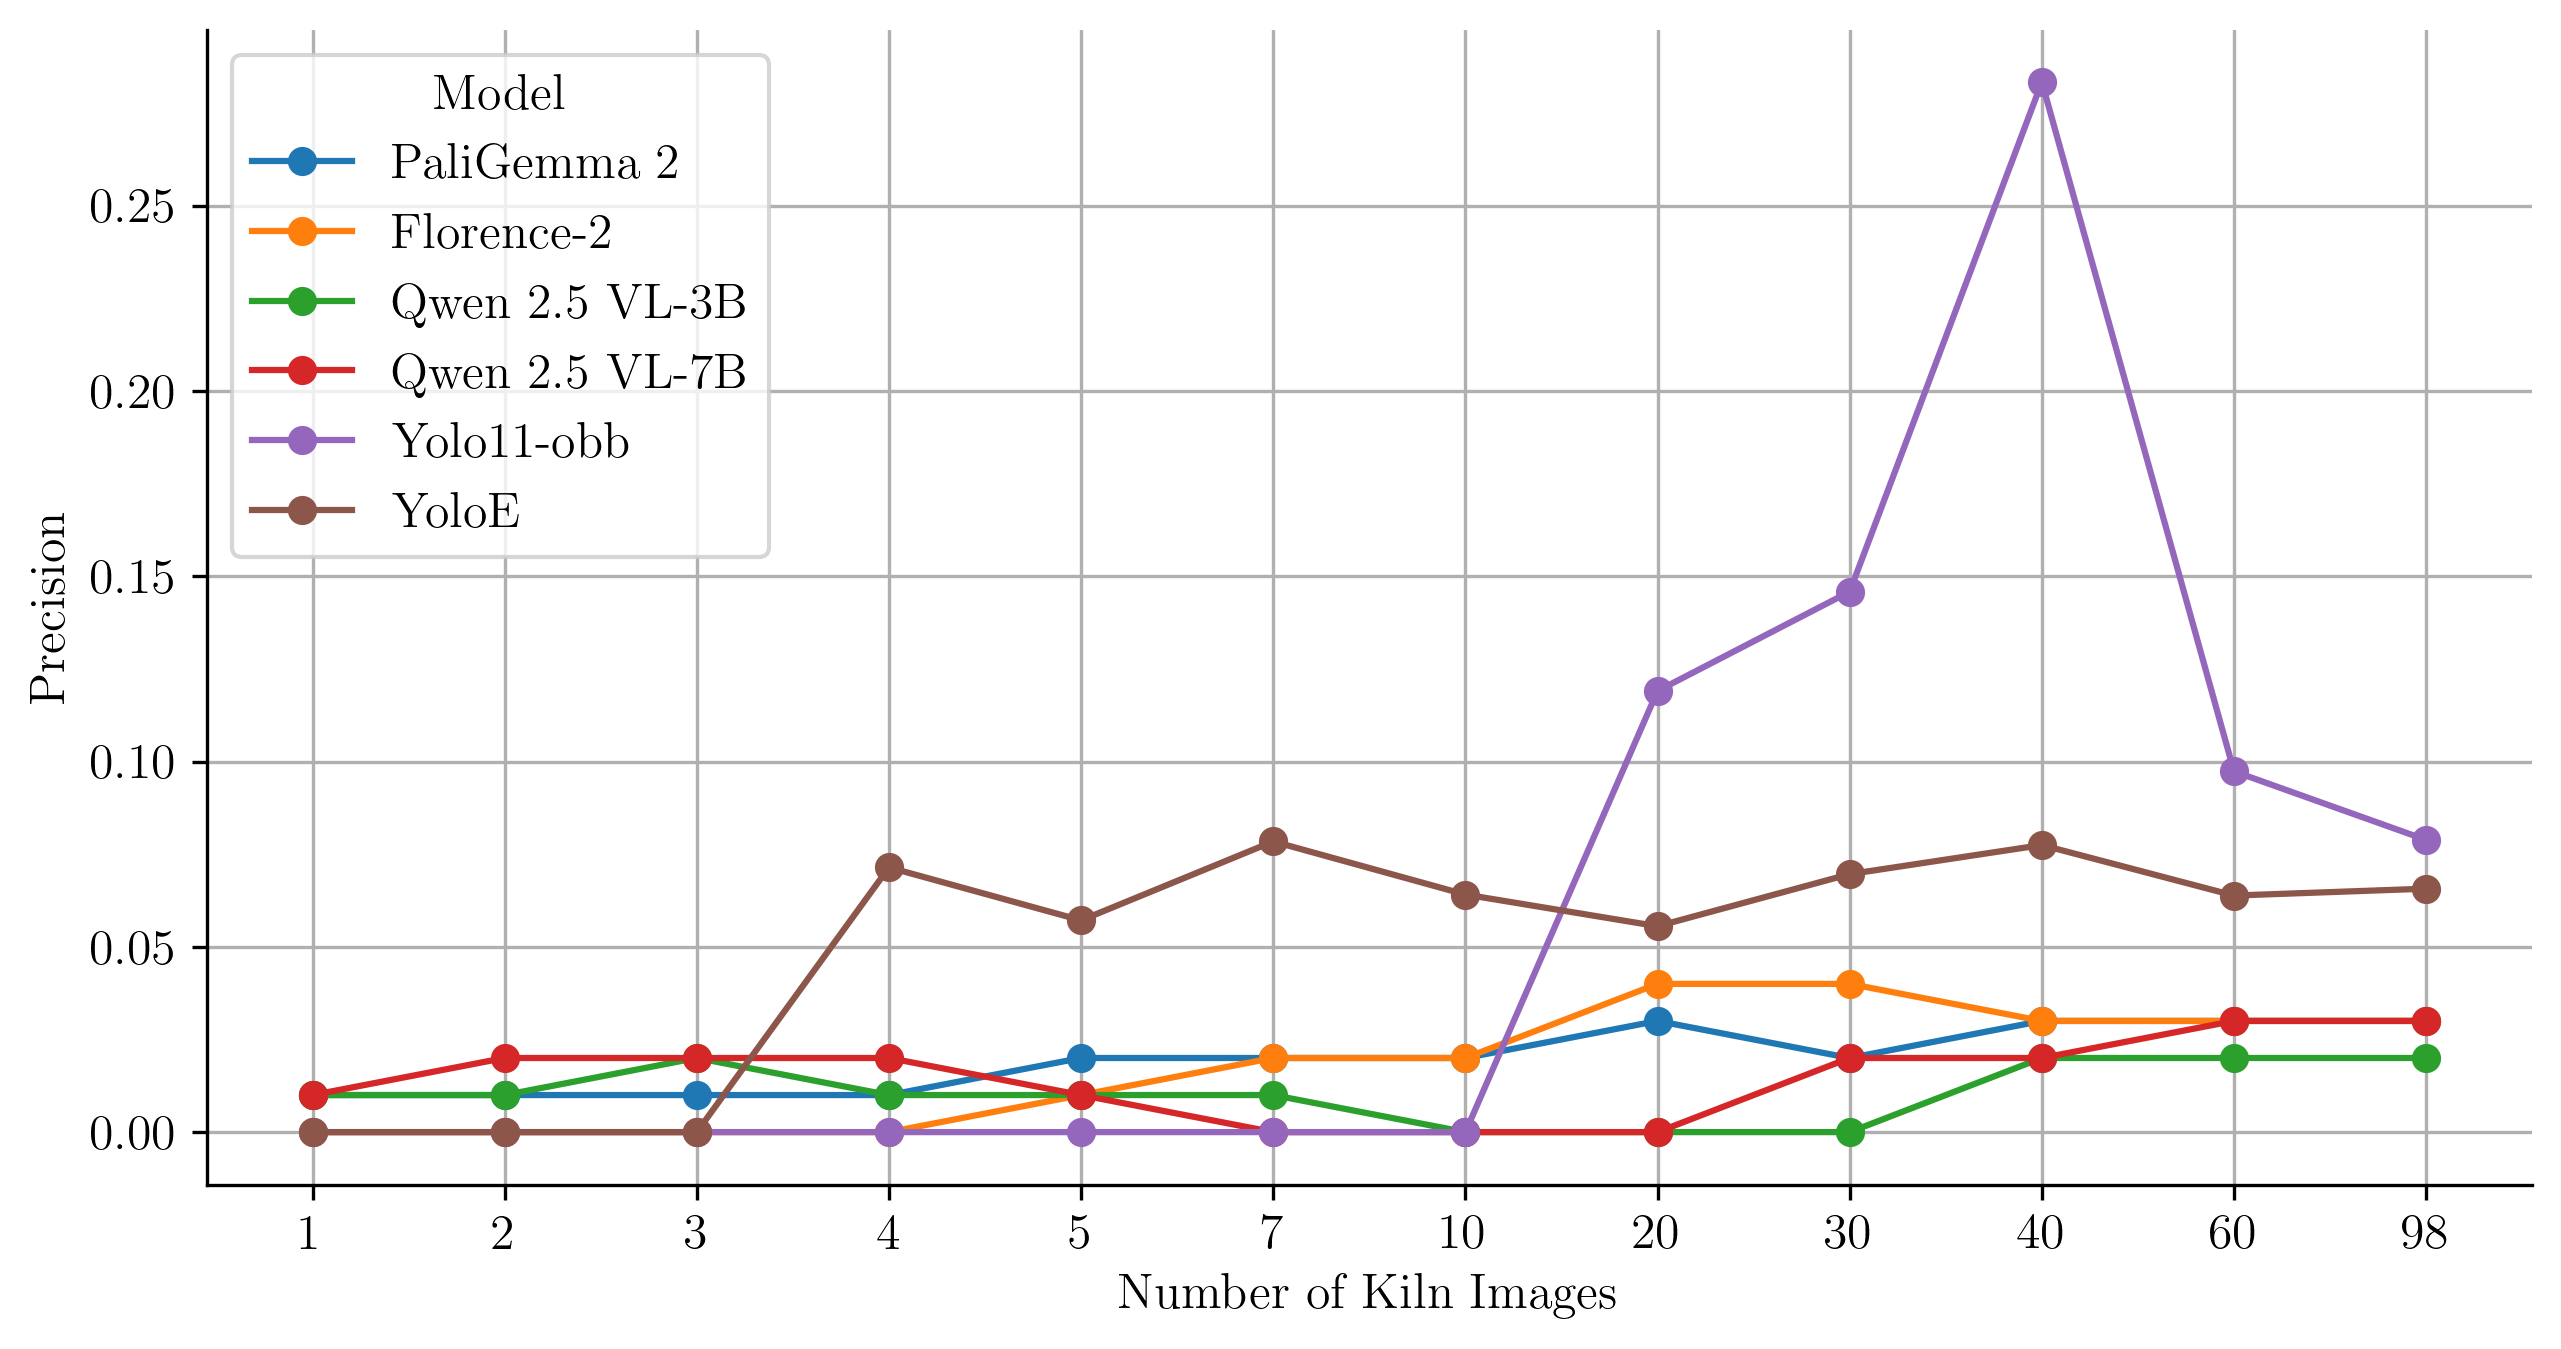 Model
PaliGemma 2
Florence-2
Qwen 2.5 VL-3B
Qwen 2.5 VL-7B
Yolo11-obb
YoloE
Precision
0.25
0.20
0.15
0.10
0.05
0.00
1 2 3 4 5 7 10 20 30 40 60 98
Number of Kiln Images